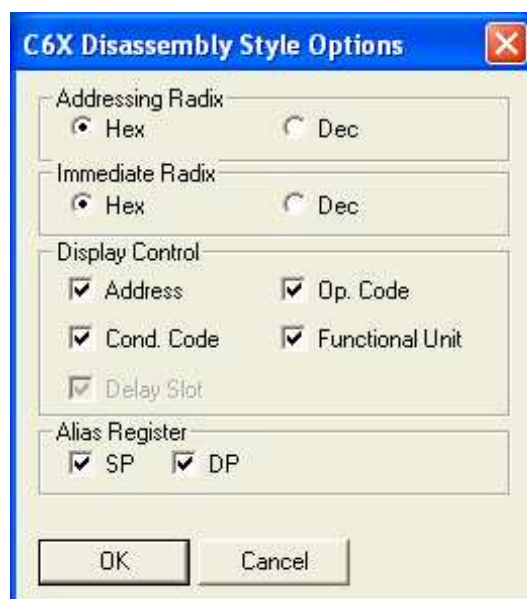 C6X Disassembly Style Options
Addressing Radix
Hex Dec
Immediate Radix
Hex Dec
Display Control
Address Op. Code
Cond. Code Functional Unit
Delay Slot
Alias Register
SP DP
OK Cancel